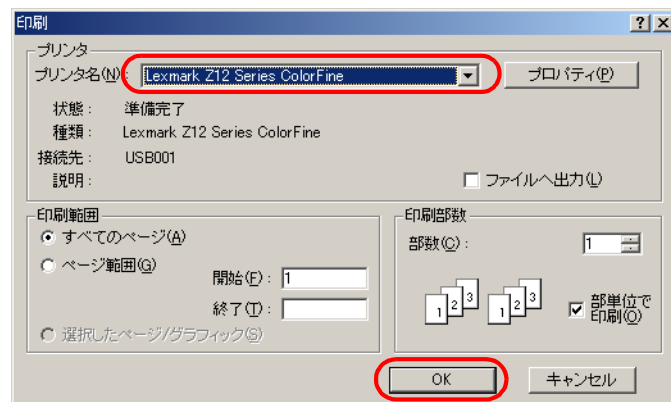 印刷
プリンタ
プリンタ名(N): Lexmark Z12 Series ColorFine プロパティ(P)
状態: 準備完了
種類: Lexmark Z12 Series ColorFine
接続先: USB001
説明:
ファイルへ出力(L)
印刷範囲
すべてのページ(A)
ページ範囲(G)
開始(F): 1
終了(T):
選択したページ/グラフィック(S)
印刷部数
部数(C): 1
1 2 3 1 2 3
部単位で
印刷(O)
OK キャンセル